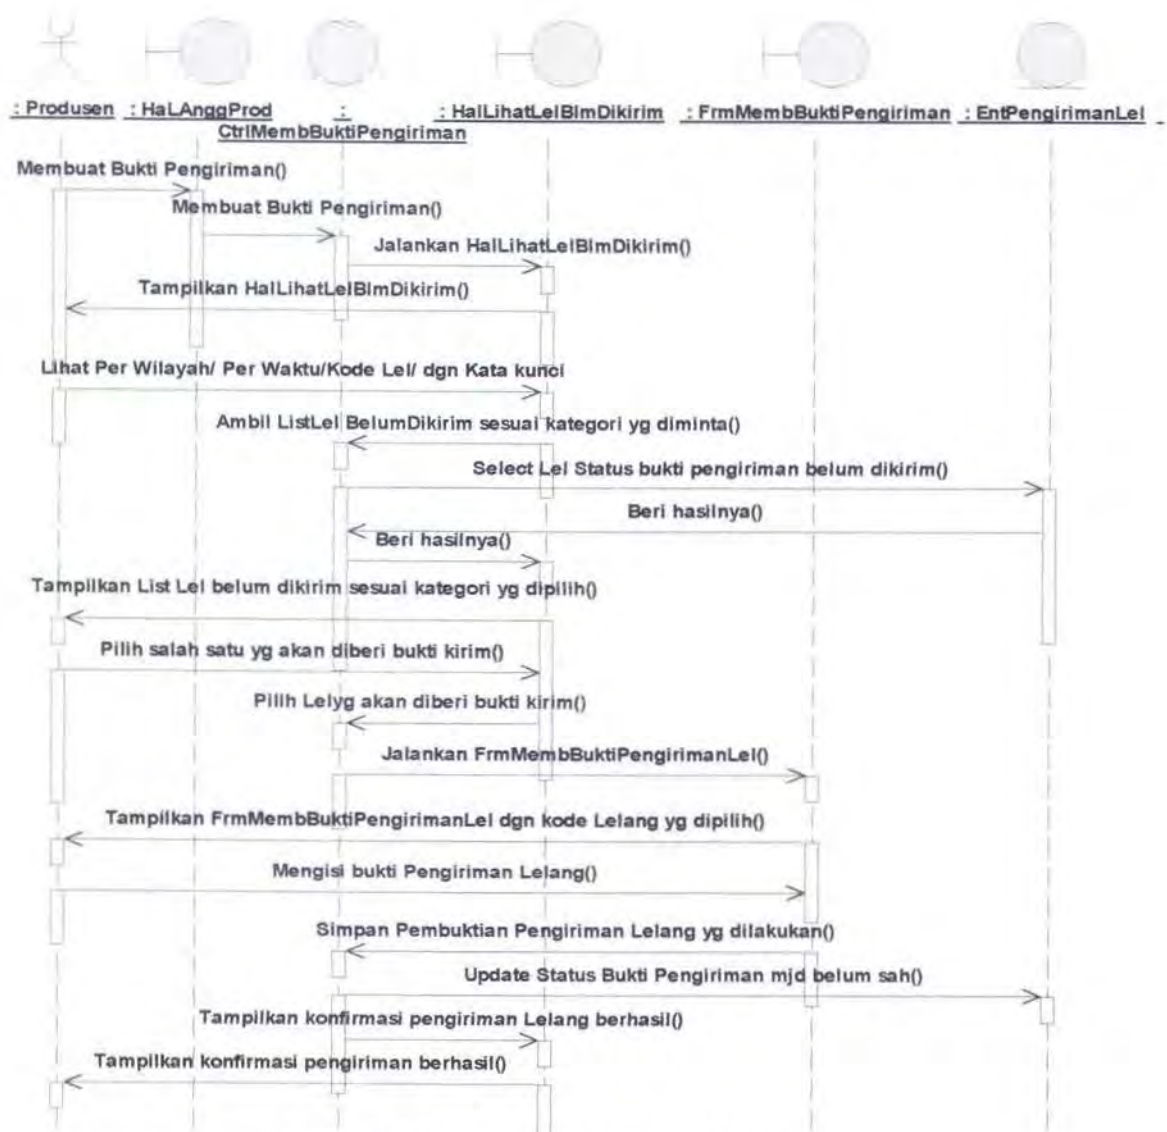 : Produsen : HaLAnggProd : : HalLihatLelBlmDikirim : FrmMembBuktiPengiriman : EntPengirimanLel
CtrlMembBuktiPengiriman
Membuat Bukti Pengiriman()
Membuat Bukti Pengiriman()
Jalankan HalLihatLelBlmDikirim()
Tampilkan HalLihatLelBlmDikirim()
Lihat Per Wilayah/ Per Waktu/Kode Lel/ dgn Kata kunci
Ambil ListLel BelumDikirim sesuai kategori yg diminta()
Select Lel Status bukti pengiriman belum dikirim()
Beri hasilnya()
Beri hasilnya()
Tampilkan List Lel belum dikirim sesuai kategori yg dipilih()
Pilih salah satu yg akan diberi bukti kirim()
Pilih Lelyg akan diberi bukti kirim()
Jalankan FrmMembBuktiPengirimanLel()
Tampilkan FrmMembBuktiPengirimanLel dgn kode Lelang yg dipilih()
Mengisi bukti Pengiriman Lelang()
Simpan Pembuktian Pengiriman Lelang yg dilakukan()
Update Status Bukti Pengiriman mjd belum sah()
Tampilkan konfirmasi pengiriman Lelang berhasil()
Tampilkan konfirmasi pengiriman berhasil()